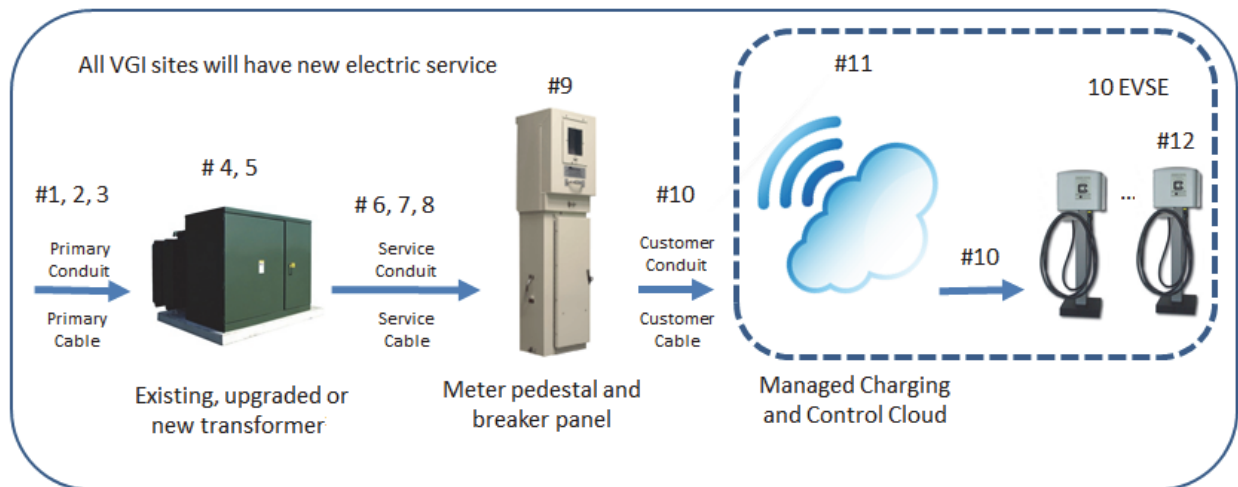 All VGI sites will have new electric service
#1, 2, 3
Primary
Conduit
Primary
Cable
# 4, 5
Existing, upgraded or
new transformer
# 6, 7, 8
Service
Conduit
Service
Cable
#9
Meter pedestal and
breaker panel
#10
Customer
Conduit
Customer
Cable
#11
Managed Charging
and Control Cloud
#10
10 EVSE
#12
...